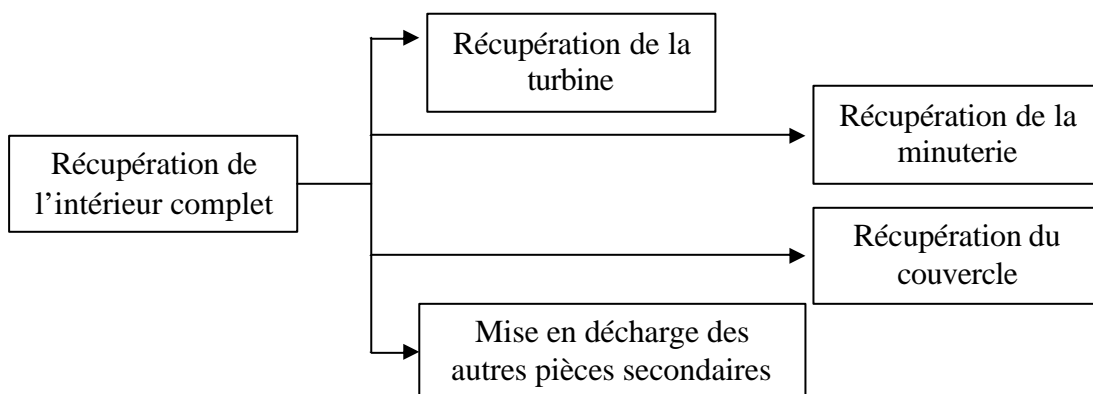 Récupération de la
turbine
Récupération de la
minuterie
Récupération de
l’intérieur complet
Récupération du
couvercle
Mise en décharge des
autres pièces secondaires